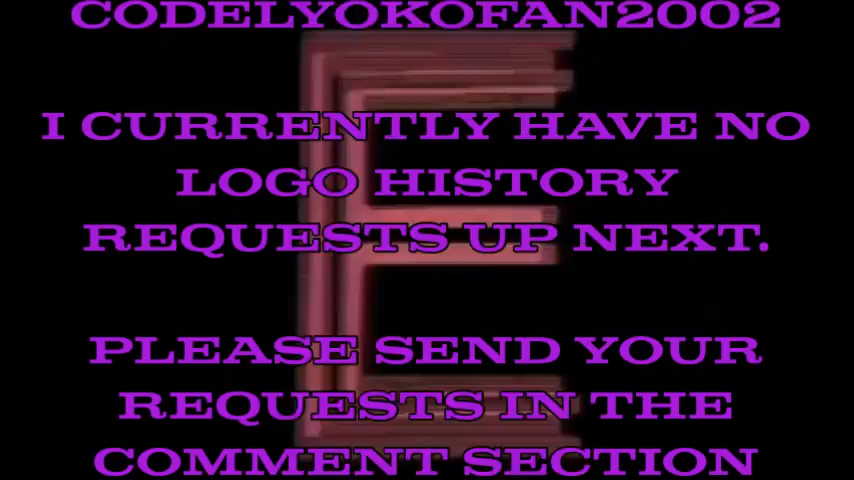 CODELYOKOFAN2002
I CURRENTLY HAVE NO
LOGO HISTORY
REQUESTS UP NEXT.
PLEASE SEND YOUR
REQUESTS IN THE
COMMENT SECTION